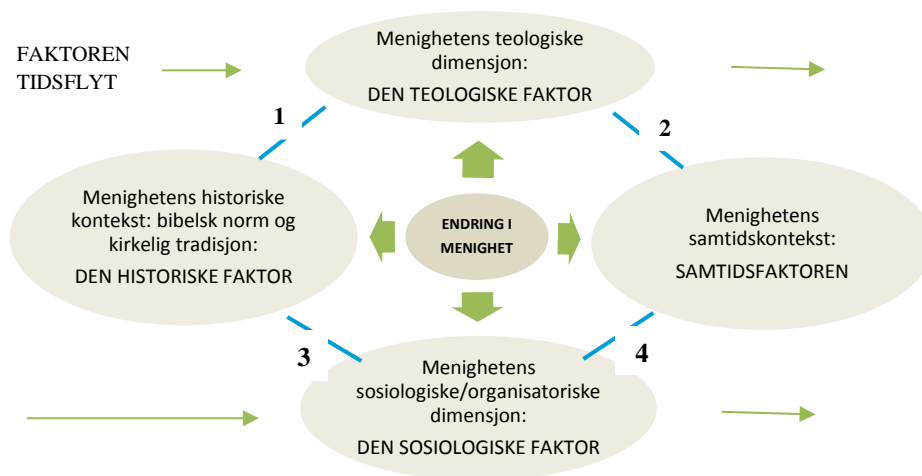 FAKTOREN
TIDSFLYT
Menighetens teologiske
dimensjon:
DEN TEOLOGISKE FAKTOR
1
2
Menighetens historiske
kontekst: bibelsk norm og
kirkelig tradisjon:
DEN HISTORISKE FAKTOR
ENDRING I
MENIGHET
Menighetens
samtidskontekst:
SAMTIDSFAKTOREN
3
4
Menighetens
sosiologiske/organisatoriske
dimensjon:
DEN SOSIOLOGISKE FAKTOR